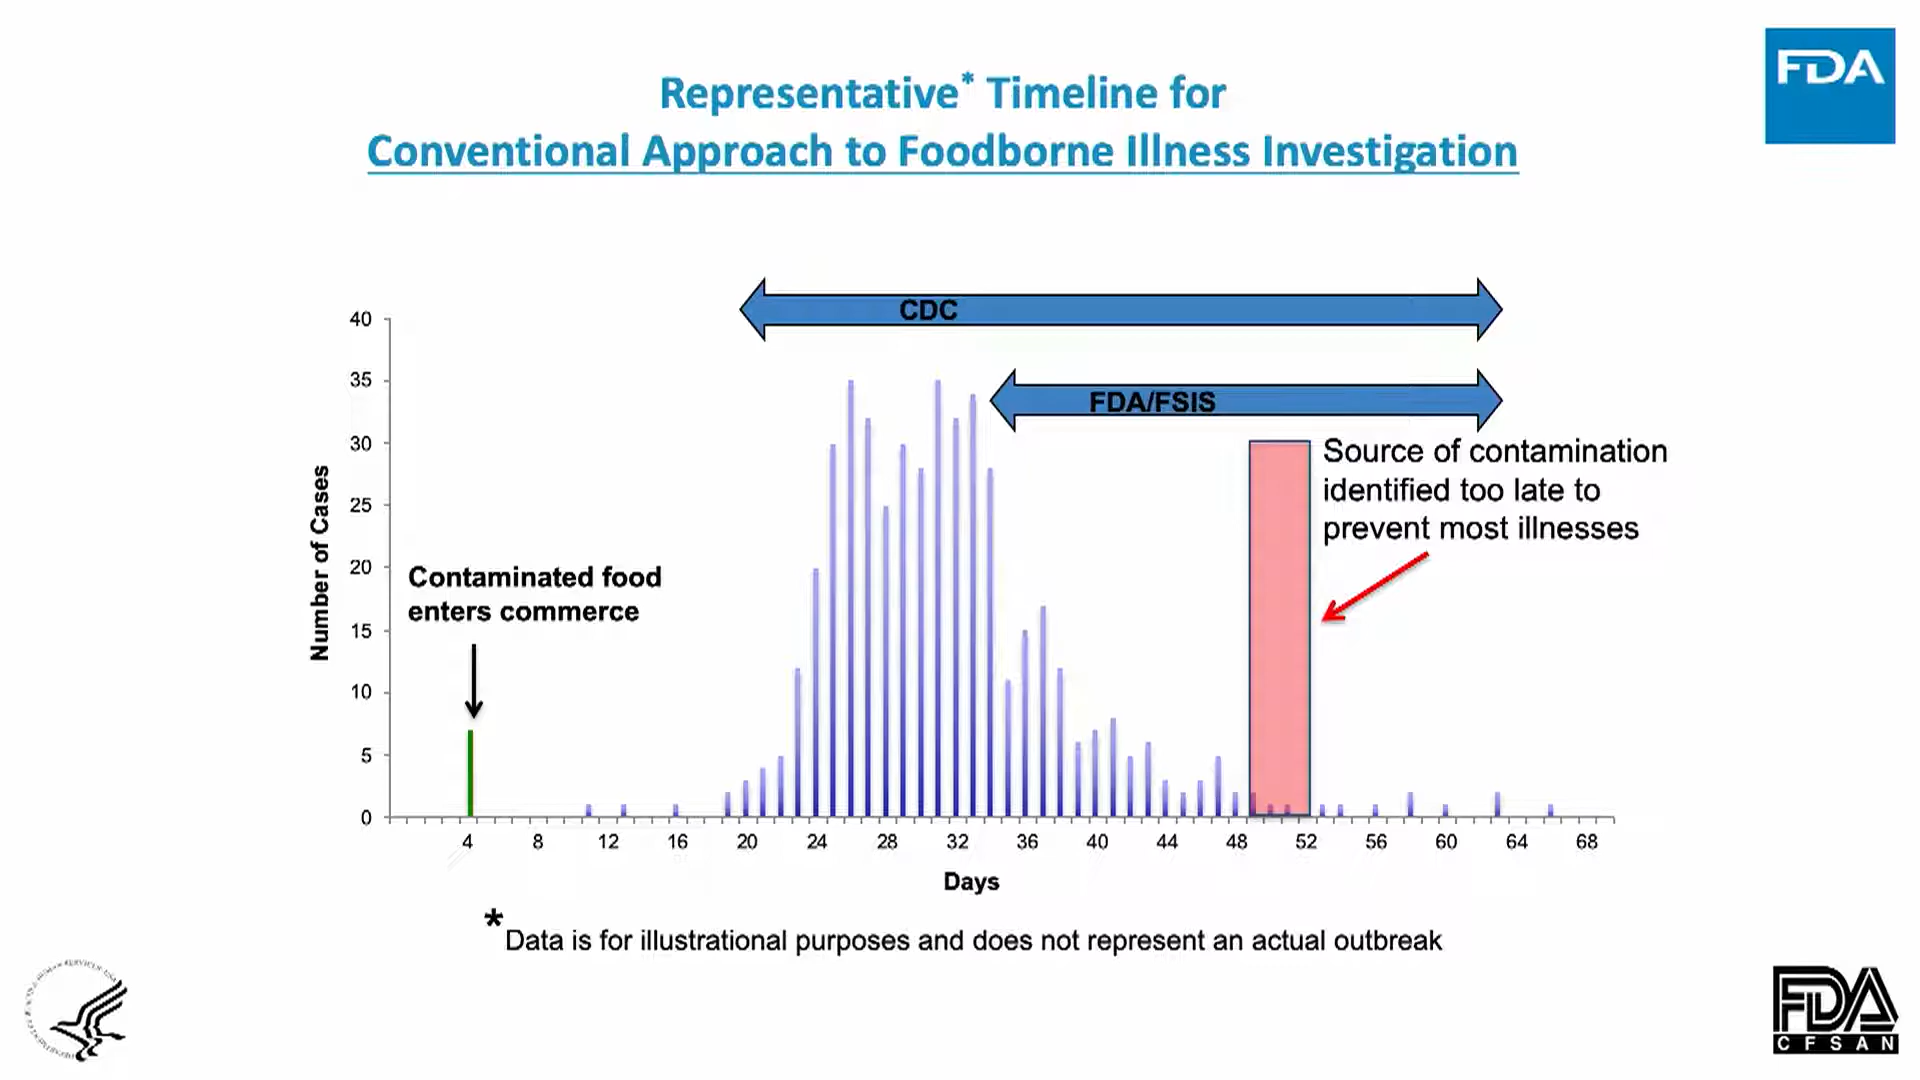 FDA
Representative* Timeline for
Conventional Approach to Foodborne Illness Investigation
CDC
FDA/FSIS
Source of contamination
identified too late to
prevent most illnesses
Contaminated food
enters commerce
Number of Cases
40
35
30
25
20
15
10
5
0
4 8 12 16 20 24 28 32 36 40 44 48 52 56 60 64 68
Days
*Data is for illustrational purposes and does not represent an actual outbreak
FDA
CFSAN